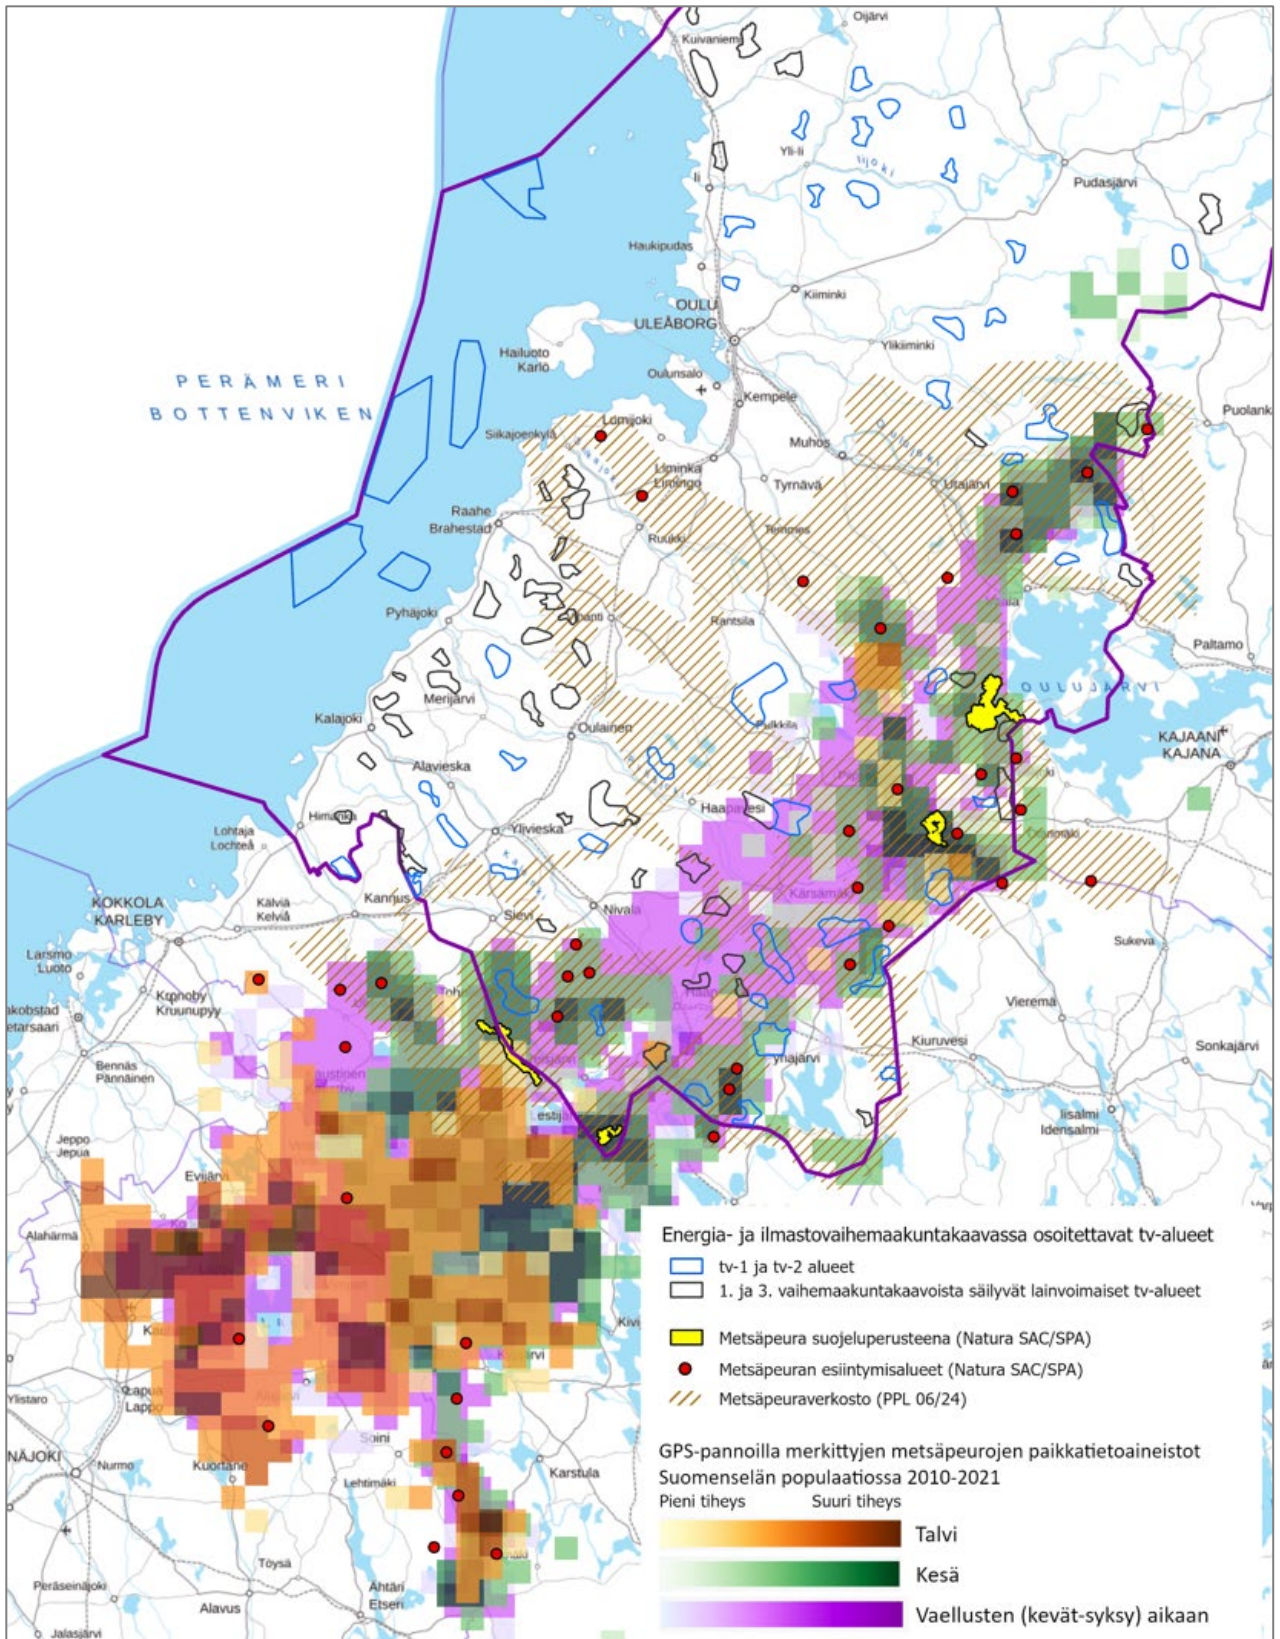 Oijärvi
Kuivaniemi
Yli-Ii
Iijoki
Ii
Pudasjärvi
Haukipudas
Kiiminki
OULU
ULEÅBORG
Ylikiiminki
Hailuoto
Karlö
Oulunsalo
PERÄMERI
BOTTENVIKEN
Kempele
Puolank
Lumijoki
Siikajoenkylä
Muhos
Liminka
Limingo
Tyrnävä
Utajärvi
Raahe
Brahestad
Ruukki
Temmes
Pyhäjoki
Rantsila
Paltamo
Merijärvi
OULUJÄRVI
Kalajoki
Oulainen
Pulkkila
KAJAANI
KAJANA
Alavieska
Haapavesi
Himanka
Lohtaja
Lochteå
Ylivieska
Kärsämäki
Kannus
KOKKOLA
KARLEBY
Kälviä
Kelviå
Sievi
Nivala
Sukeva
Larsmo
Luoto
Kronoby
Kruunupyy
akobstad
etarsaari
Vieremä
Kiuruvesi
Sonkajärvi
Bennäs
Pännäinen
Iisalmi
Idensalmi
Jeppo
Jepua
Evijärvi
Alahärmä
Kivi
Lapua
Lappo
Ylistaro
Soini
NÄJOKI
Nurmo
Kuortane
Lehtimäki
Karstula
Töysä
Peräseinäjoki
Ähtäri
Etseri
Alavus
Jalasjärvi
Energia- ja ilmastovaihemaakuntakaavassa osoitettavat tv-alueet
tv-1 ja tv-2 alueet
1. ja 3. vaihemaakuntakaavoista säilyvät lainvoimaiset tv-alueet
Metsäpeura suojeluperusteena (Natura SAC/SPA)
Metsäpeuran esiintymisalueet (Natura SAC/SPA)
Metsäpeuraverkosto (PPL 06/24)
GPS-pannoilla merkittyjen metsäpeurojen paikkatietoaineistot
Suomenselän populaatiossa 2010-2021
Pieni tiheys Suuri tiheys
Talvi
Kesä
Vaellusten (kevät-syksy) aikaan